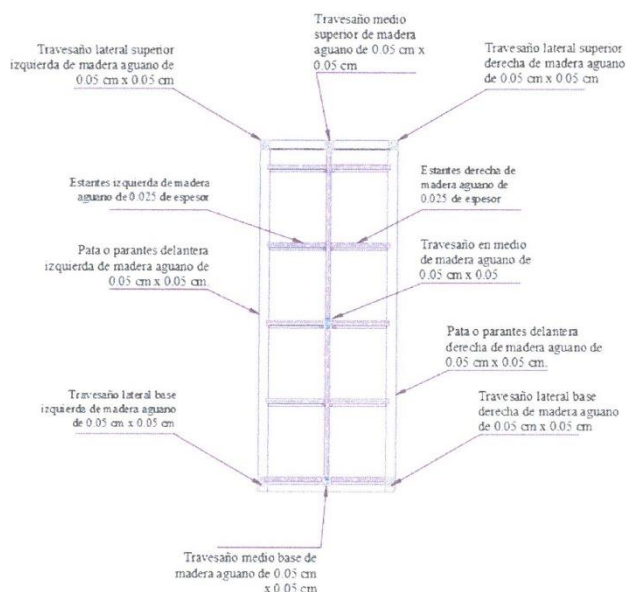 Travesaño medio
superior de madera
aguano de 0.05 cm x
0.05 cm
Travesaño lateral superior
izquierda de madera aguano de
0.05 cm x 0.05 cm
Travesaño lateral superior
derecha de madera aguano
de 0.05 cm x 0.05 cm
Estantes izquierda de madera
aguano de 0.025 de espesor
Estantes derecha de
madera aguano de
0.025 de espesor
Pata o parantes delantera
izquierda de madera aguano de
0.05 cm x 0.05 cm.
Travesaño en medio
de madera aguano de
0.05 cm x 0.05
Pata o parantes delantera
derecha de madera aguano de
0.05 cm x 0.05 cm.
Travesaño lateral base
izquierda de madera aguano
de 0.05 cm x 0.05 cm
Travesaño lateral base
derecha de madera aguano
de 0.05 cm x 0.05 cm
Travesaño medio base de
madera aguano de 0.05 cm
x 0.05 cm